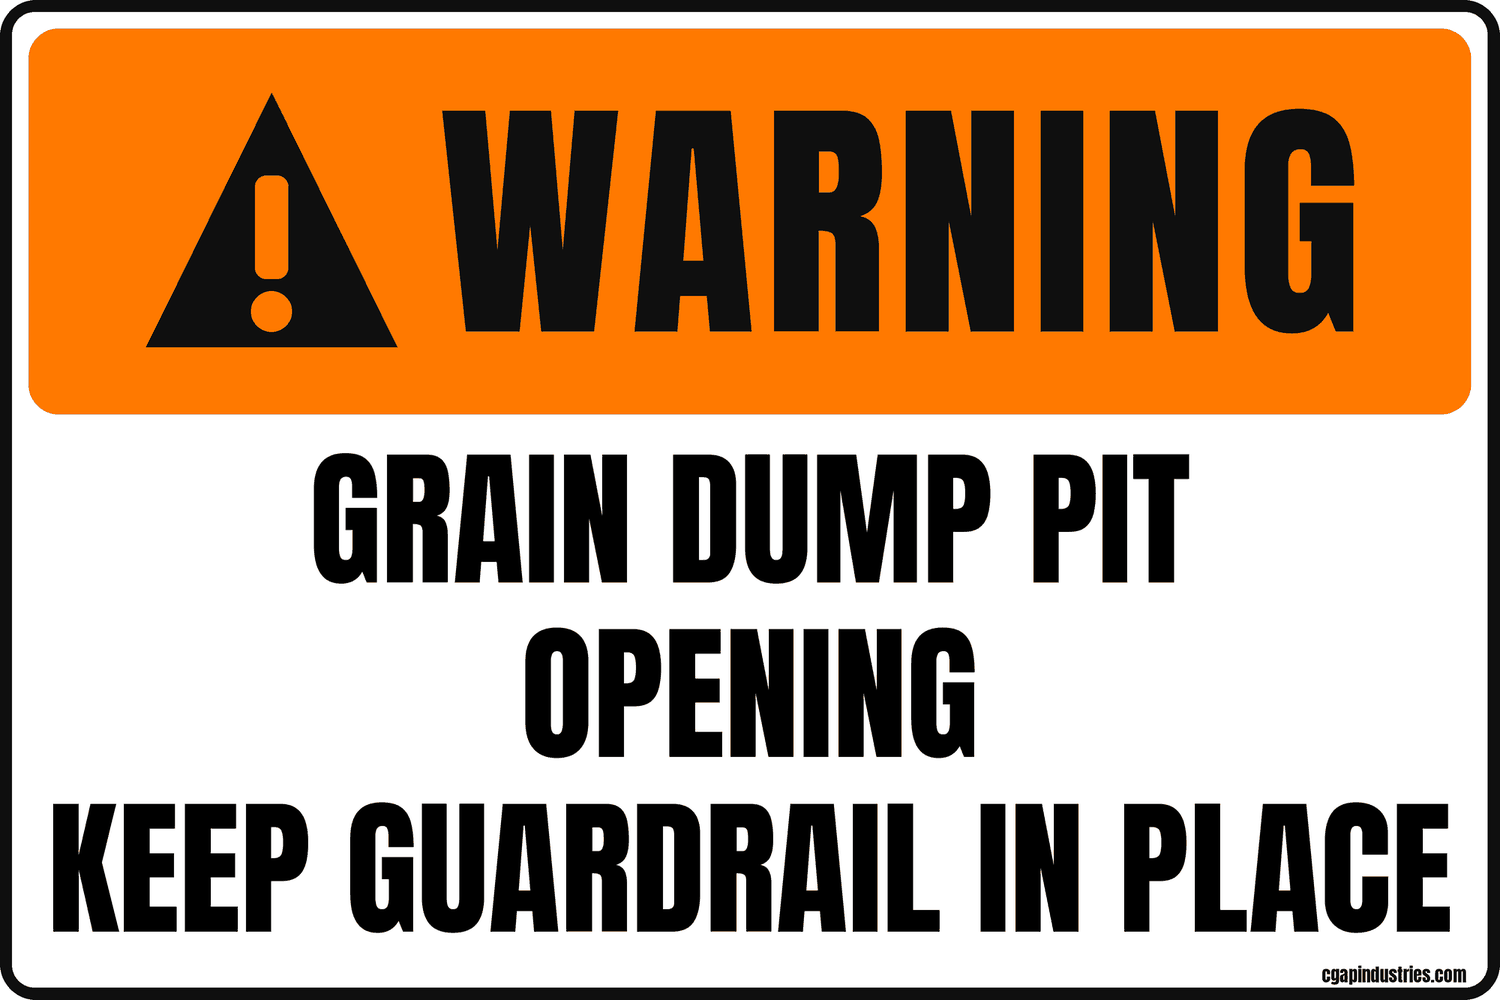 WARNING
GRAIN DUMP PIT
OPENING
KEEP GUARDRAIL IN PLACE
cgapindustries.com